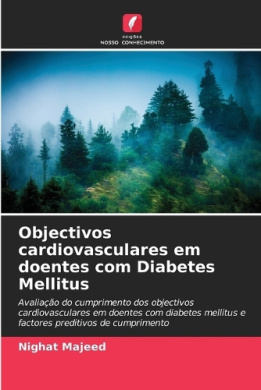 edições
NOSSO CONHECIMENTO
Objectivos
cardiovasculares em
doentes com Diabetes
Mellitus
Avaliação do cumprimento dos objectivos
cardiovasculares em doentes com diabetes mellitus e
factores preditivos de cumprimento
Nighat Majeed